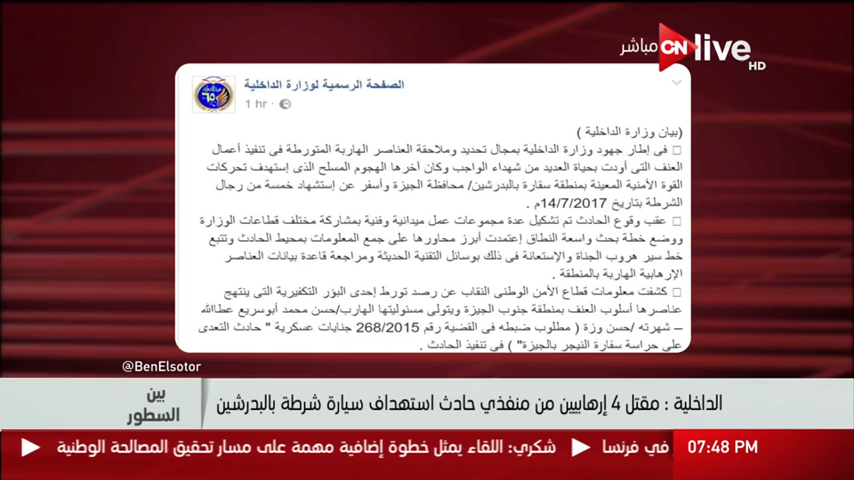 مباشر
ON live
HD
الصفحة الرسمية لوزارة الداخلية
1 hr ·
(بيان وزارة الداخلية )
□ فى إطار جهود وزارة الداخلية بمجال تحديد وملاحقة العناصر الهاربة المتورطة فى تنفيذ أعمال
العنف التى أودت بحياة العديد من شهداء الواجب وكان آخرها الهجوم المسلح الذى إستهدف تحركات
القوة الأمنية المعينة بمنطقة سقارة بالبدرشين/ محافظة الجيزة وأسفر عن إستشهاد خمسة من رجال
الشرطة بتاريخ 14/7/2017م .
□ عقب وقوع الحادث تم تشكيل عدة مجموعات عمل ميدانية وفنية بمشاركة مختلف قطاعات الوزارة
ووضع خطة بحث واسعة النطاق إعتمدت أبرز محاورها على جمع المعلومات بمحيط الحادث وتتبع
خط سير هروب الجناة والإستعانة فى ذلك بوسائل التقنية الحديثة ومراجعة قاعدة بيانات العناصر
الإرهابية الهاربة بالمنطقة .
□ كشفت معلومات قطاع الأمن الوطنى النقاب عن رصد تورط إحدى البؤر التكفيرية التى ينتهج
عناصرها أسلوب العنف بمنطقة جنوب الجيزة ويتولى مسئوليتها الهارب/حسن محمد أبوسريع عطاالله
– شهرته /حسن وزة ( مطلوب ضبطه فى القضية رقم 268/2015 جنايات عسكرية " حادث التعدى
على حراسة سفارة النيجر بالجيزة" ) فى تنفيذ الحادث .
@BenElsotor
بين
السطور
الداخلية : مقتل 4 إرهابيين من منفذي حادث استهداف سيارة شرطة بالبدرشين
07:48 PM
في فرنسا
شكري: اللقاء يمثل خطوة إضافية مهمة على مسار تحقيق المصالحة الوطنية